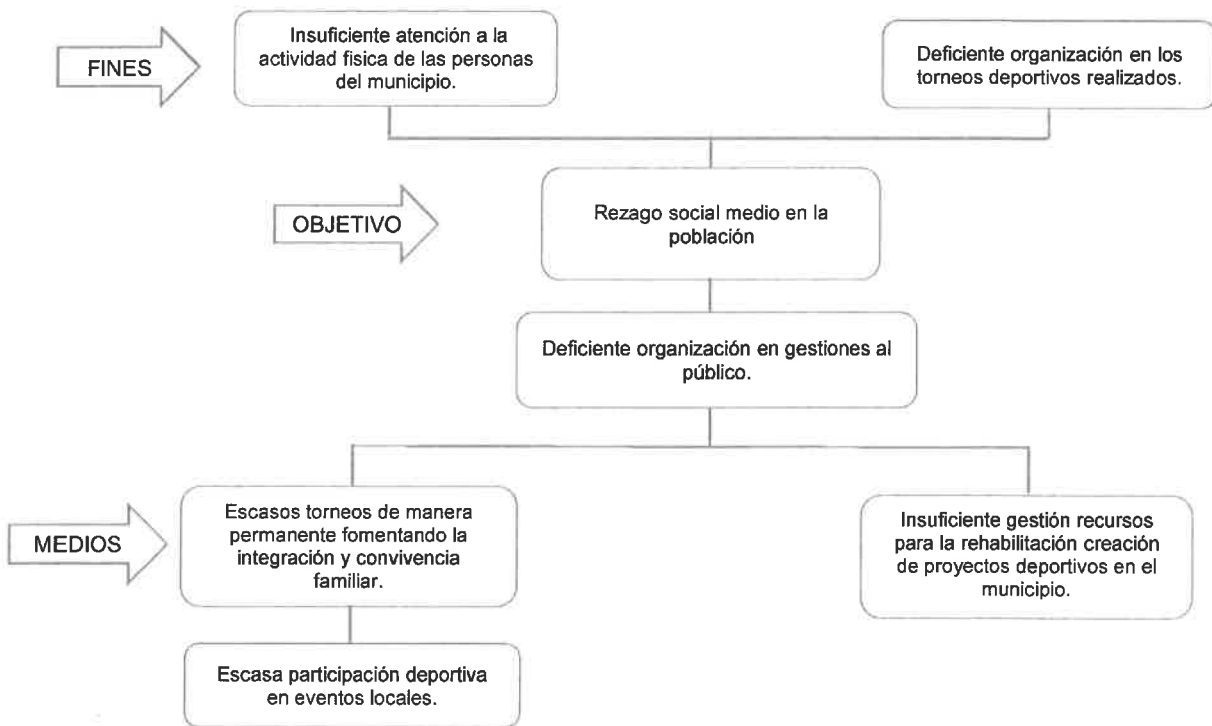 FINES
Insuficiente atención a la
actividad física de las personas
del municipio.
Deficiente organización en los
torneos deportivos realizados.
OBJETIVO
Rezago social medio en la
población
Deficiente organización en gestiones al
público.
MEDIOS
Escasos torneos de manera
permanente fomentando la
integración y convivencia
familiar.
Insuficiente gestión recursos
para la rehabilitación creación
de proyectos deportivos en el
municipio.
Escasa participación deportiva
en eventos locales.